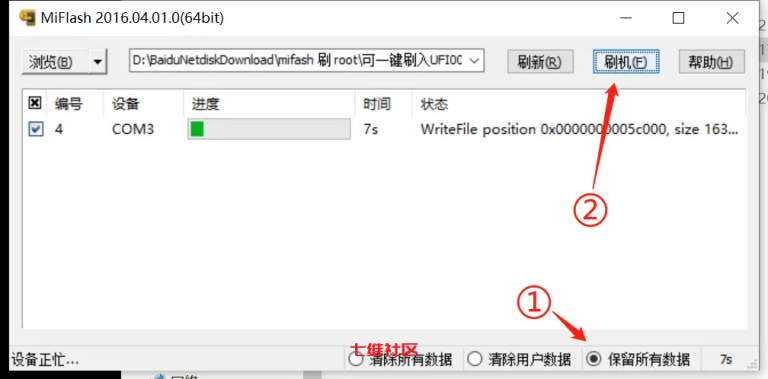 MiFlash 2016.04.01.0(64bit)
浏览(B) D:\BaiduNetdiskDownload\mifash 刷 root\可一键刷入UFI00 刷新(R) 刷机(F) 帮助(H)
编号 设备 进度 时间 状态
4 COM3 7s WriteFile position 0x0000000005c000, size 163...
②
①
七维社区
设备正忙... 清除所有数据 清除用户数据 保留所有数据 7s